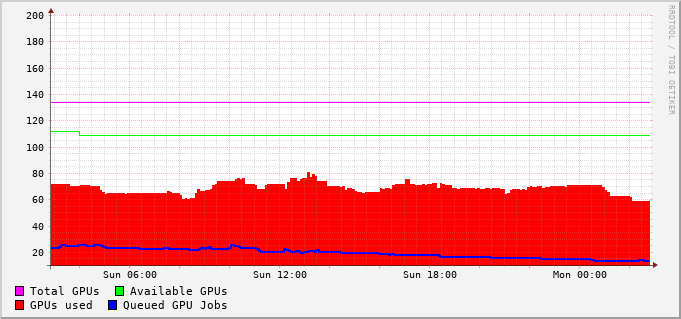 200
180
160
140
120
100
80
60
40
20
Sun 06:00 Sun 12:00 Sun 18:00 Mon 00:00
Total GPUs Available GPUs
GPUs used Queued GPU Jobs
RRDTOOL / TOBI OETIKER